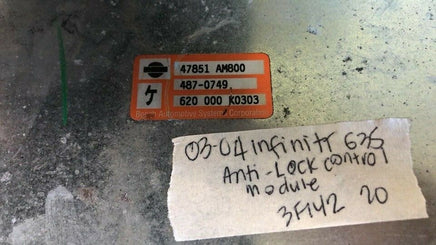 47851 AM800
487-0749.
620 000 K0303
Bosch Automotive Systems Corporation
03-04 infiniti G35
Anti-Lock control
module
3F142 20